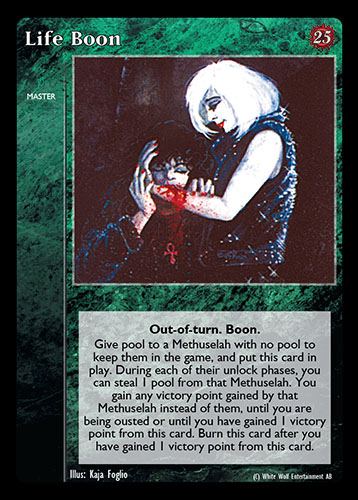 Life Boon
25
MASTER
Out-of-turn. Boon.
Give pool to a Methuselah with no pool to
keep them in the game, and put this card in
play. During each of their unlock phases, you
can steal 1 pool from that Methuselah. You
gain any victory point gained by that
Methuselah instead of them, until you are
being ousted or until you have gained 1 victory
point from this card. Burn this card after you
have gained 1 victory point from this card.
Illus: Kaja Foglio
(C) White Wolf Entertainment AB